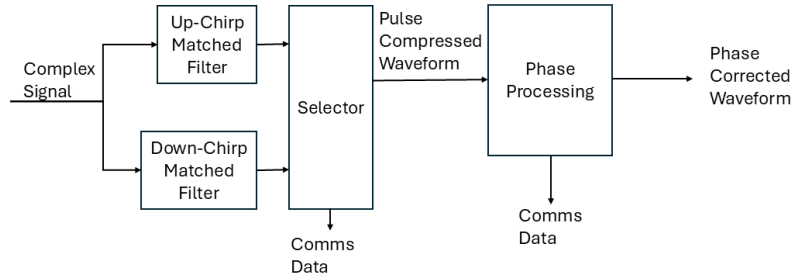 Complex
Signal
Up-Chirp
Matched
Filter
Down-Chirp
Matched
Filter
Selector
Comms
Data
Pulse
Compressed
Waveform
Phase
Processing
Comms
Data
Phase
Corrected
Waveform